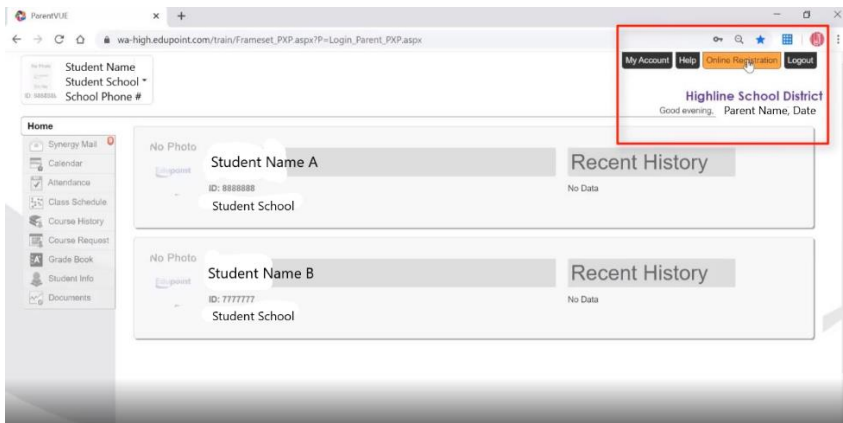 ParentVUE
wa-high.edupoint.com/train/Frameset_PXP.aspx?P=Login_Parent_PXP.aspx
My Account Help Online Registration Logout
Student Name
Student School
School Phone #
Highline School District
Good evening, Parent Name, Date
Home
Synergy Mail 0
Calendar
Attendance
Class Schedule
Course History
Course Request
Grade Book
Student Info
Documents
No Photo
Edupoint
Student Name A
ID: 8888888
Student School
Recent History
No Data
No Photo
Edupoint
Student Name B
ID: 7777777
Student School
Recent History
No Data